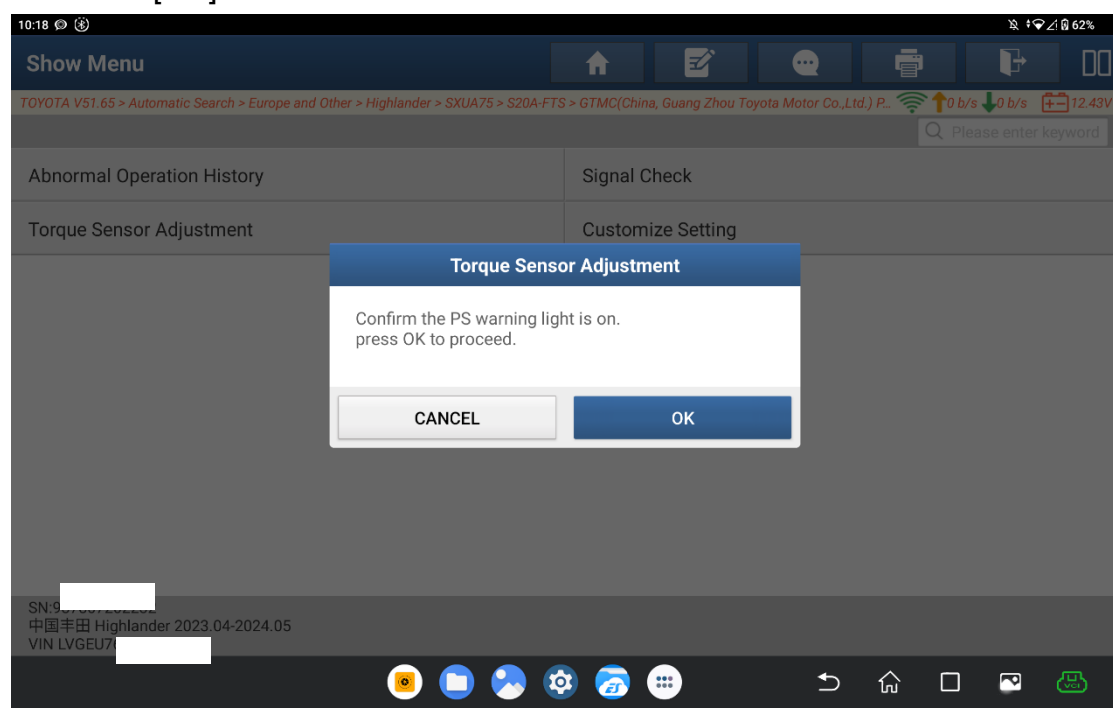 10:18 62%
Show Menu
TOYOTA V51.65 > Automatic Search > Europe and Other > Highlander > SXUA75 > S20A-FTS > GTMC(China, Guang Zhou Toyota Motor Co.,Ltd.) P... 0 b/s 0 b/s 12.43V
Please enter keyword
Abnormal Operation History Signal Check
Torque Sensor Adjustment Customize Setting
Torque Sensor Adjustment
Confirm the PS warning light is on.
press OK to proceed.
CANCEL OK
SN:9
中国丰田 Highlander 2023.04-2024.05
VIN LVGEU7
ES VCI